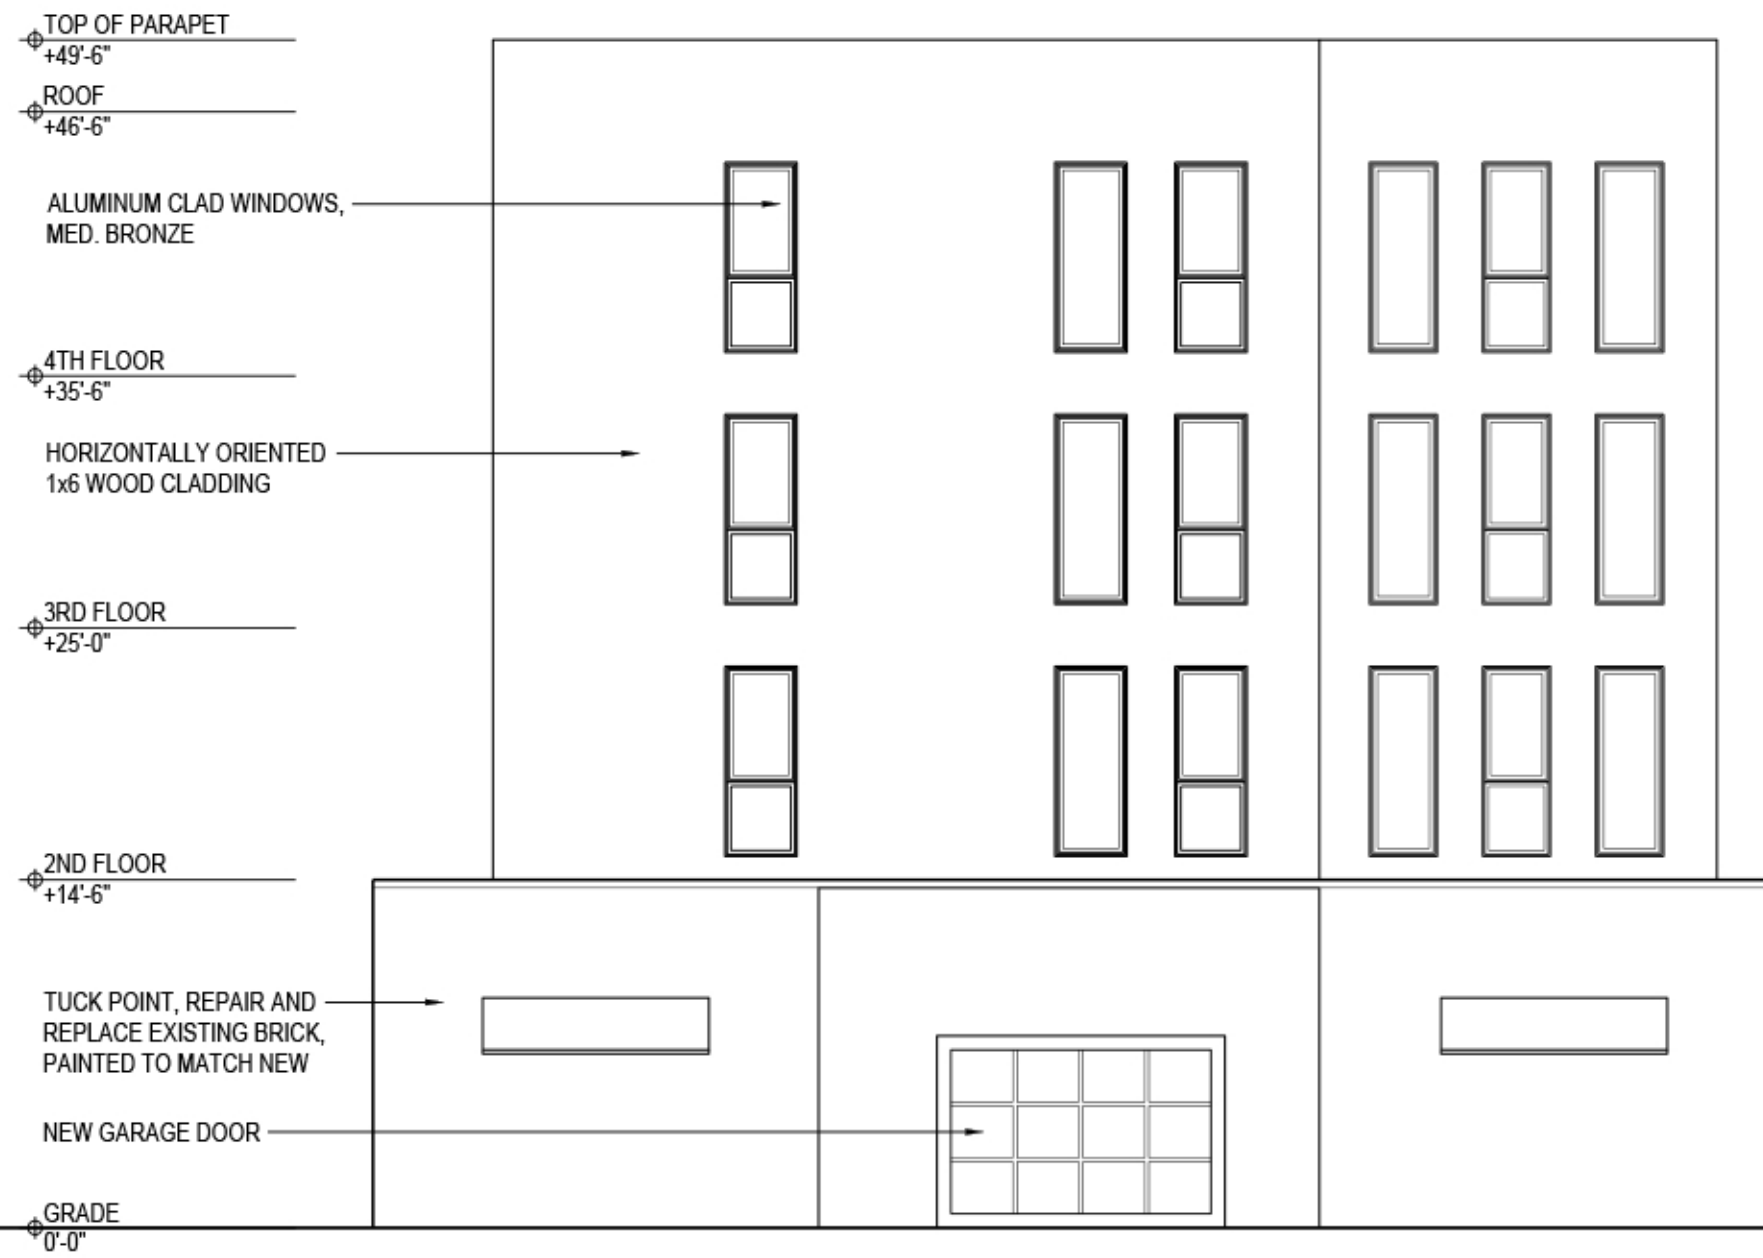 TOP OF PARAPET
+49'-6"
ROOF
+46'-6"
ALUMINUM CLAD WINDOWS,
MED. BRONZE
4TH FLOOR
+35'-6"
HORIZONTALLY ORIENTED
1x6 WOOD CLADDING
3RD FLOOR
+25'-0"
2ND FLOOR
+14'-6"
TUCK POINT, REPAIR AND
REPLACE EXISTING BRICK,
PAINTED TO MATCH NEW
NEW GARAGE DOOR
GRADE
0'-0"